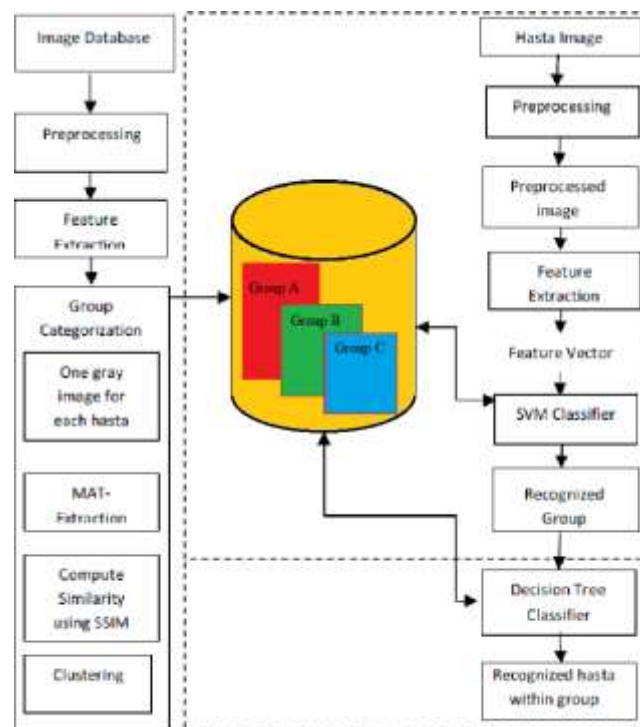 Image Database
Preprocessing
Feature
Extraction
Group
Categorization
One gray
image for
each hasta
MAT-
Extraction
Compute
Similarity
using SSIM
Clustering
Group A
Group B
Group C
Hasta Image
Preprocessing
Preprocessed
image
Feature
Extraction
Feature Vector
SVM Classifier
Recognized
Group
Decision Tree
Classifier
Recognized hasta
within group